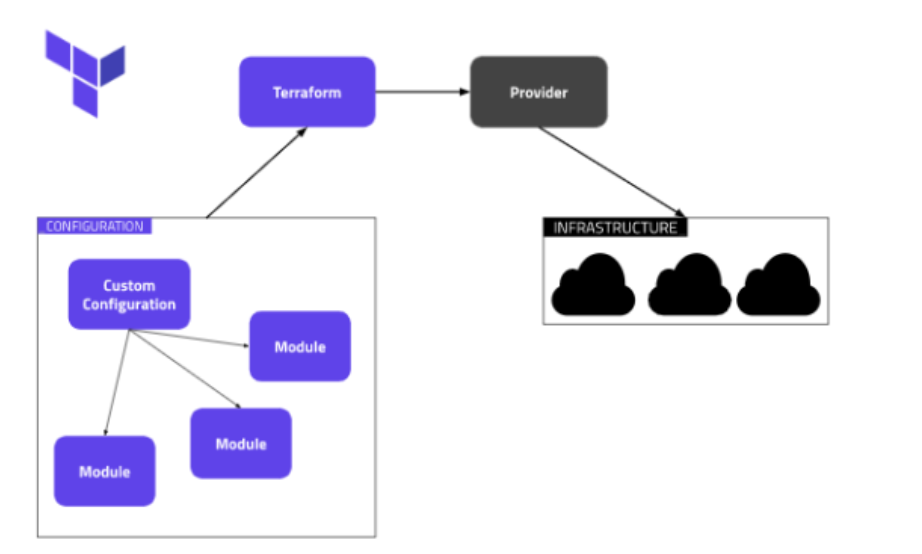 Terraform
Provider
CONFIGURATION
Custom
Configuration
Module
Module
Module
INFRASTRUCTURE